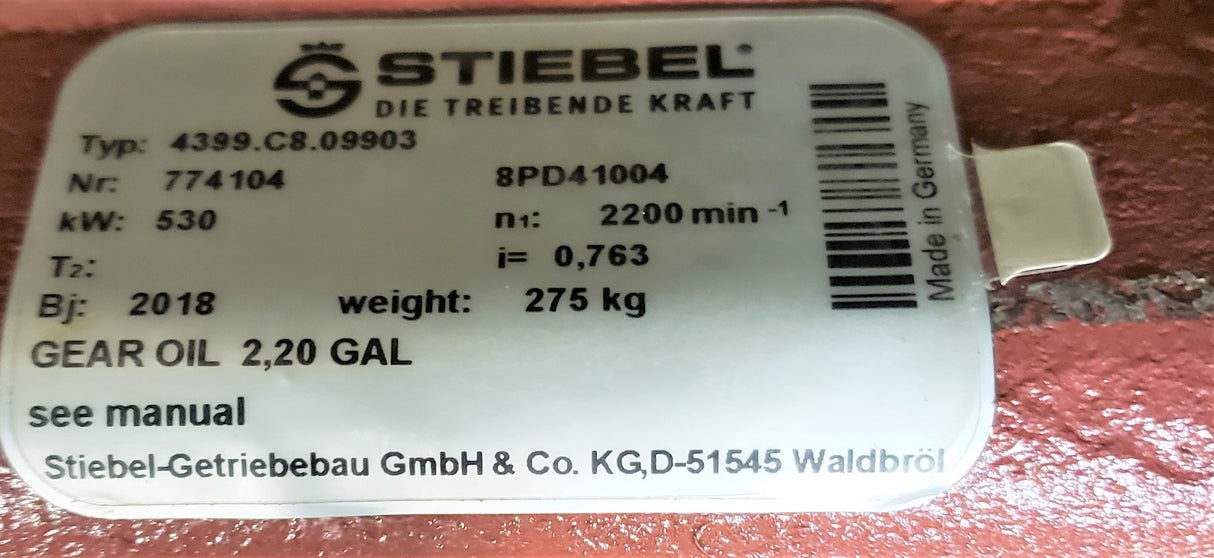 STIEBEL
DIE TREIBENDE KRAFT
Typ: 4399.C8.09903
Nr: 774104 8PD41004
kW: 530 n1: 2200 min -1
T2: i= 0,763
Bj: 2018 weight: 275 kg
GEAR OIL 2,20 GAL
see manual
Stiebel-Getriebebau GmbH & Co. KG,D-51545 Waldbröl
Made in Germany